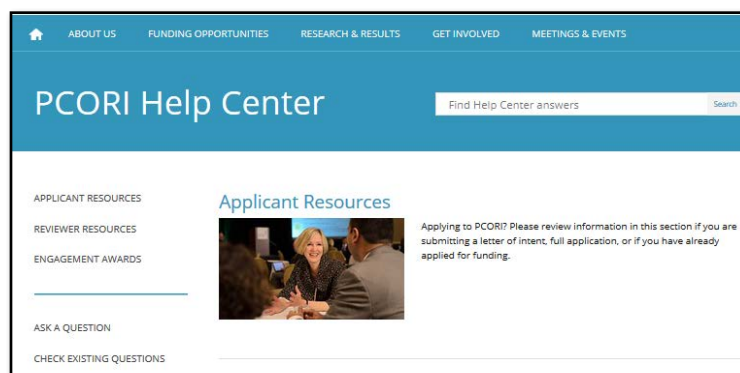 ABOUT US FUNDING OPPORTUNITIES RESEARCH & RESULTS GET INVOLVED MEETINGS & EVENTS
PCORI Help Center
Find Help Center answers Search
APPLICANT RESOURCES
REVIEWER RESOURCES
ENGAGEMENT AWARDS
ASK A QUESTION
CHECK EXISTING QUESTIONS
Applicant Resources
Applying to PCORI? Please review information in this section if you are
submitting a letter of intent, full application, or if you have already
applied for funding.